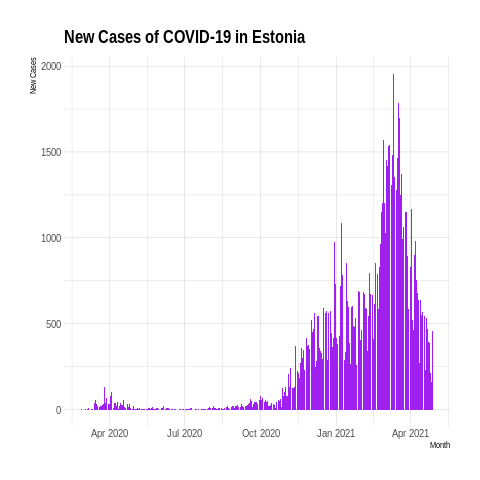 New Cases of COVID-19 in Estonia
New Cases
2000
1500
1000
500
0
Apr 2020
Jul 2020
Oct 2020
Jan 2021
Apr 2021
Month